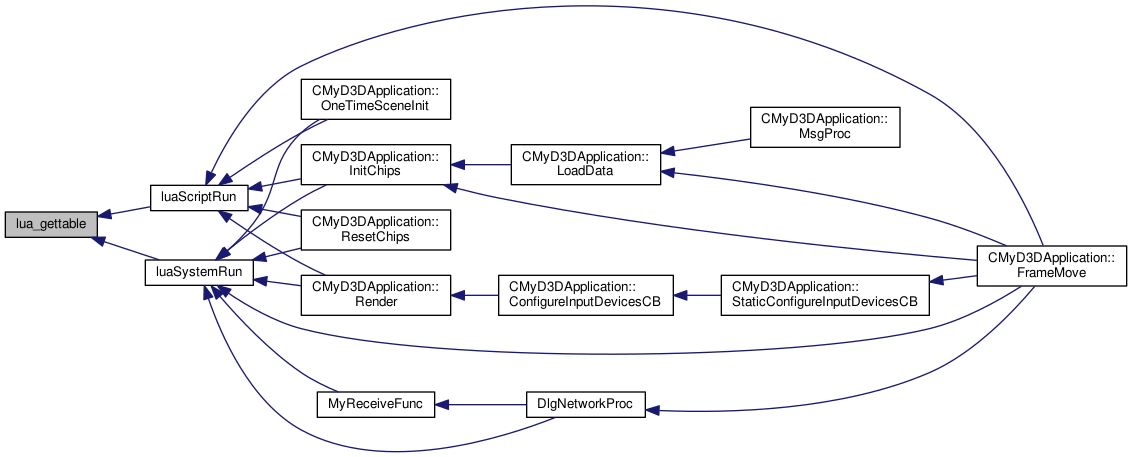 lua_gettable
luaScriptRun
luaSystemRun
CMyD3DApplication::
OneTimeSceneInit
CMyD3DApplication::
InitChips
CMyD3DApplication::
ResetChips
CMyD3DApplication::
Render
MyReceiveFunc
CMyD3DApplication::
LoadData
CMyD3DApplication::
ConfigureInputDevicesCB
DlgNetworkProc
CMyD3DApplication::
MsgProc
CMyD3DApplication::
StaticConfigureInputDevicesCB
CMyD3DApplication::
FrameMove